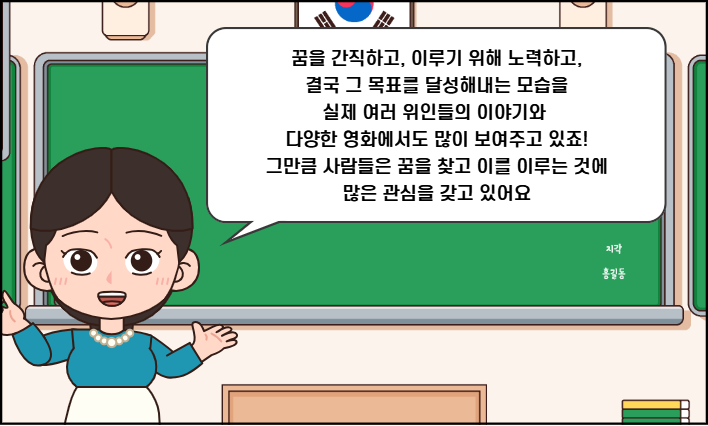 꿈을 간직하고, 이루기 위해 노력하고,
결국 그 목표를 달성해내는 모습을
실제 여러 위인들의 이야기와
다양한 영화에서도 많이 보여주고 있죠!
그만큼 사람들은 꿈을 찾고 이를 이루는 것에
많은 관심을 갖고 있어요
지각
홍길동